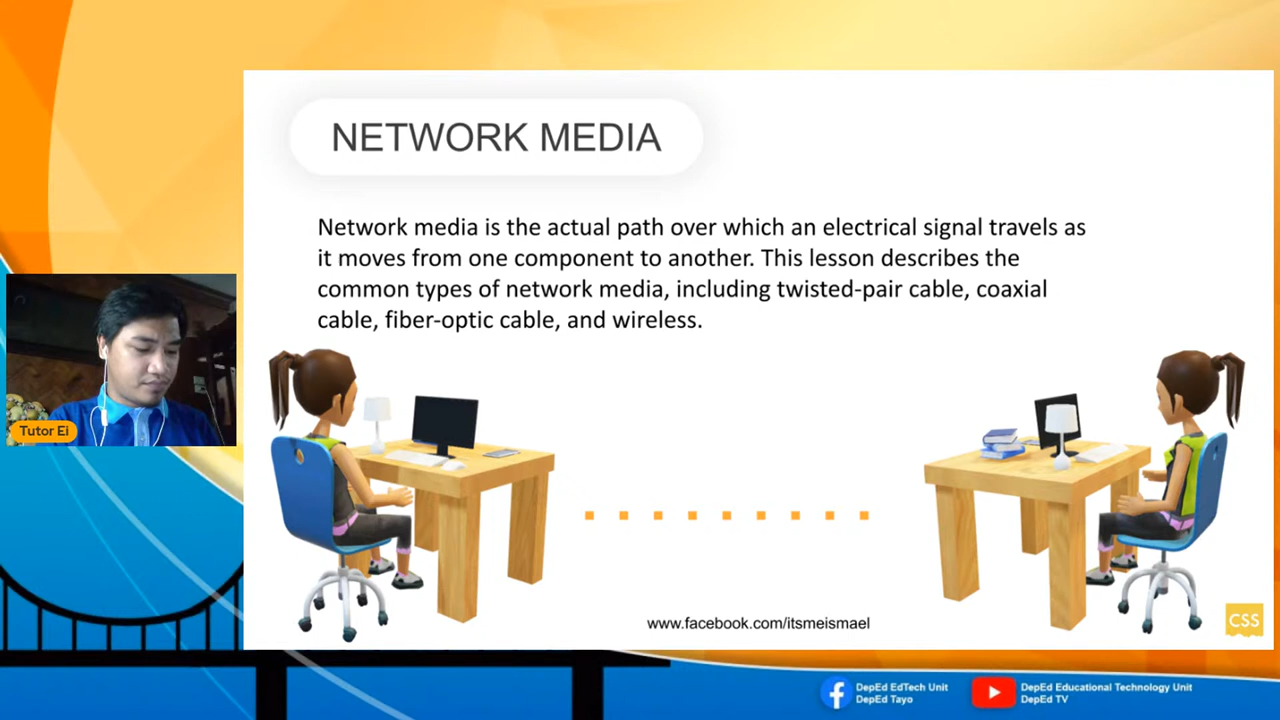 NETWORK MEDIA
Network media is the actual path over which an electrical signal travels as
it moves from one component to another. This lesson describes the
common types of network media, including twisted-pair cable, coaxial
cable, fiber-optic cable, and wireless.
Tutor Ei
www.facebook.com/itsmeismael
CSS
DepEd EdTech Unit
DepEd Tayo
DepEd Educational Technology Unit
DepEd TV